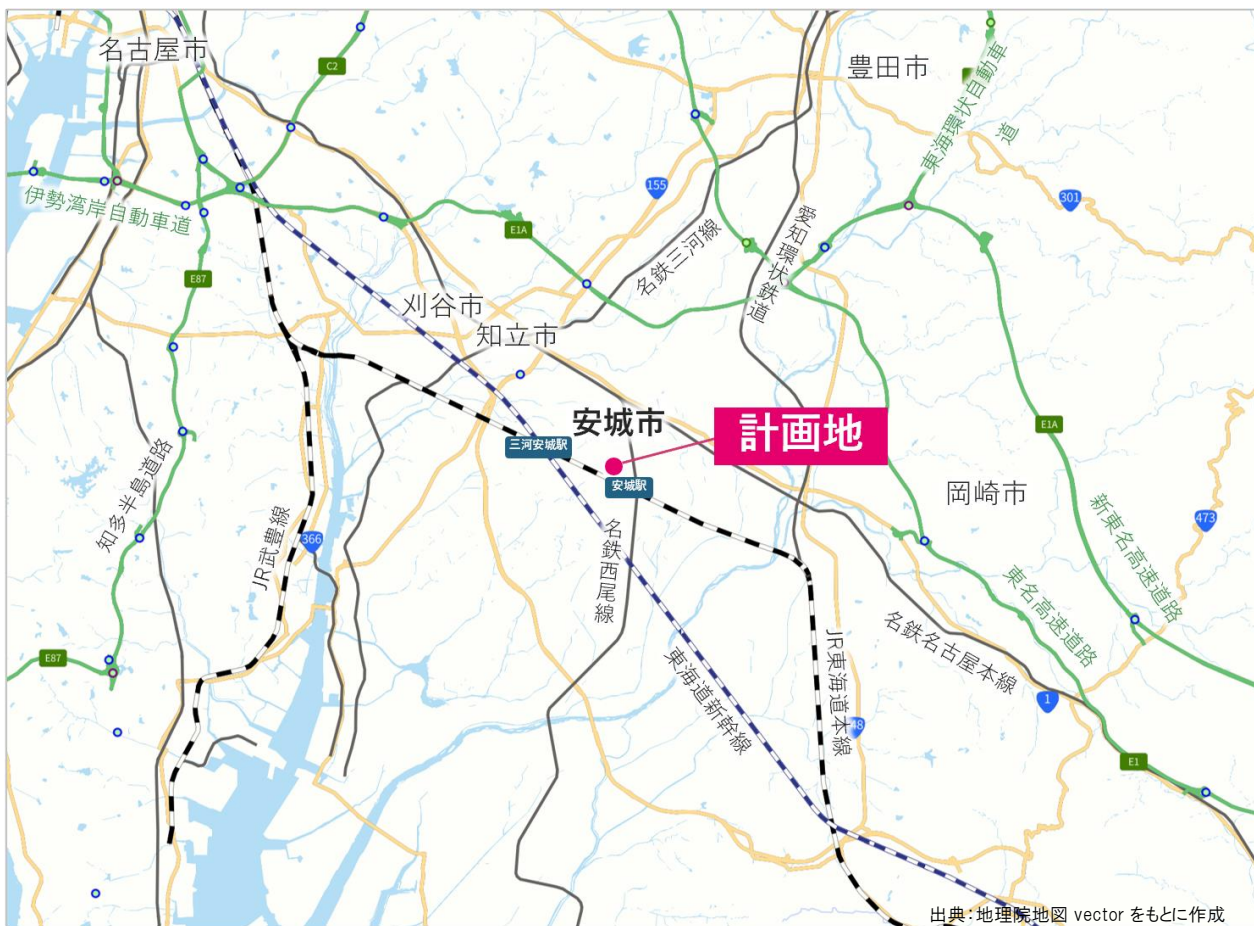 名古屋市
C2
豊田市
東海環状自動車
道
伊勢湾岸自動車道
155
301
E1A
名鉄三河線
愛知環状鉄道
E87
刈谷市
知立市
安城市
計画地
三河安城駅
安城駅
E1A
岡崎市
知多半島道路
JR武豊線
366
名鉄西尾線
473
新東名高速道路
東名高速道路
名鉄名古屋本線
JR東海道本線
東海道新幹線
E87
1
48
E1
出典：地理院地図 vector をもとに作成